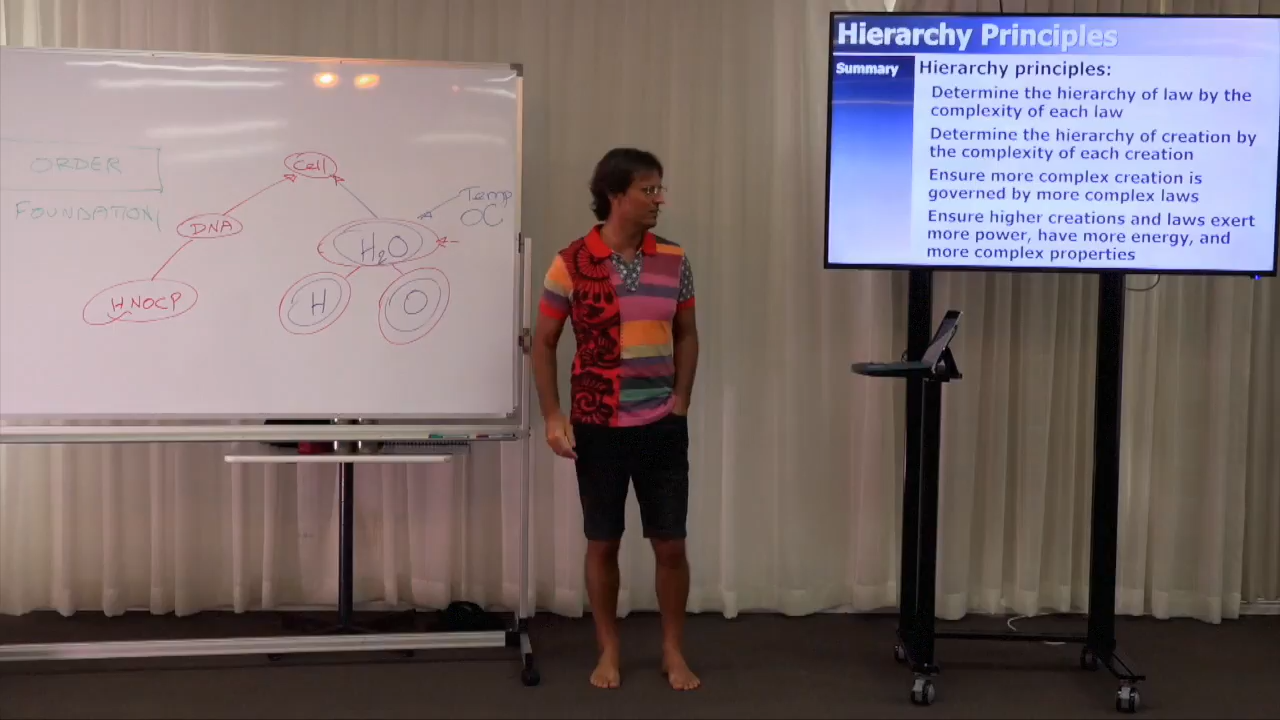 ORDER
FOUNDATION
Cell
DNA
HNOCP
H2O
H
O
Temp
OC
Hierarchy Principles
Summary
Hierarchy principles:
Determine the hierarchy of law by the
complexity of each law
Determine the hierarchy of creation by
the complexity of each creation
Ensure more complex creation is
governed by more complex laws
Ensure higher creations and laws exert
more power, have more energy, and
more complex properties